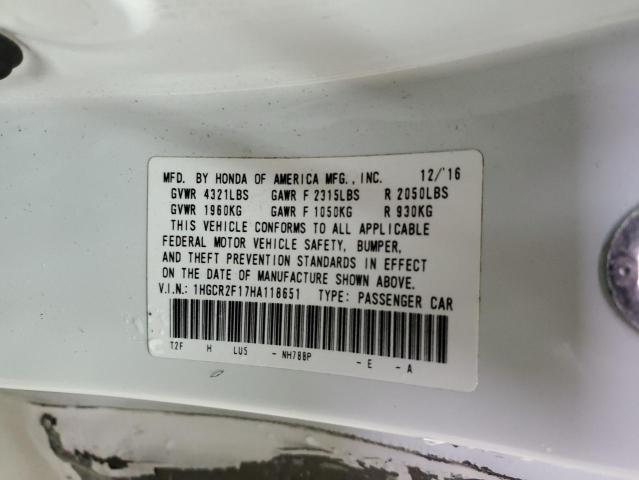 MFD. BY HONDA OF AMERICA MFG., INC. 12/'16
GVWR 4321LBS GAWR F 2315LBS R 2050LBS
GVWR 1960KG GAWR F 1050KG R 930KG
THIS VEHICLE CONFORMS TO ALL APPLICABLE
FEDERAL MOTOR VEHICLE SAFETY, BUMPER,
AND THEFT PREVENTION STANDARDS IN EFFECT
ON THE DATE OF MANUFACTURE SHOWN ABOVE.
V.I.N.: 1HGCR2F17HA118651 TYPE: PASSENGER CAR
T2F H LU5 - NH788P - E - A